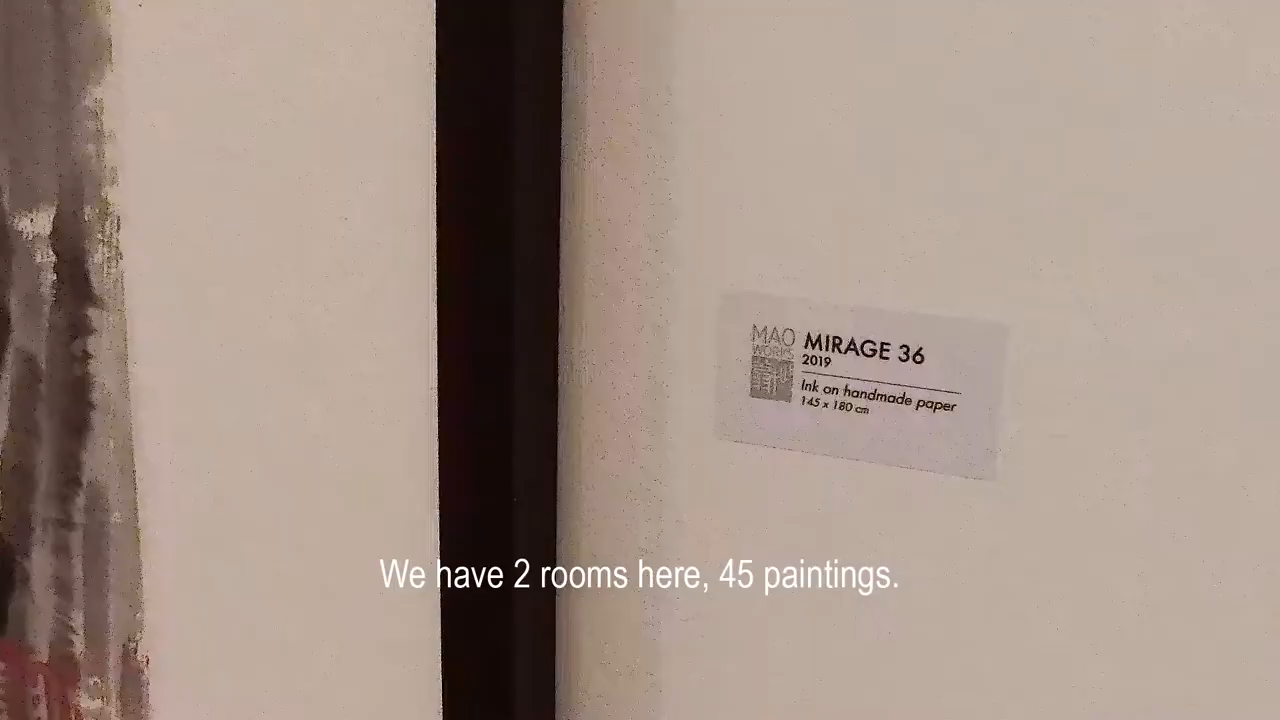 MAO
WORKS
MIRAGE 36
2019
Ink on handmade paper
145 x 180 cm
We have 2 rooms here, 45 paintings.